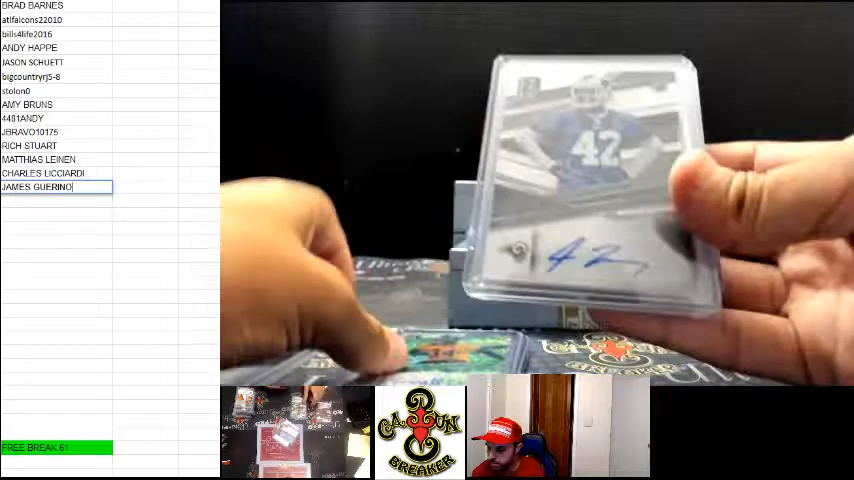 BRAD BARNES
atlfalcons22010
bills4life2016
ANDY HAPPE
JASON SCHUETT
bigcountryrj5-8
stolon0
AMY BRUNS
4481ANDY
JBRAVO10175
RICH STUART
MATTHIAS LEINEN
CHARLES LICCIARDI
JAMES GUERINO
FREE BREAK 61
42
CAJUN
BREAKER